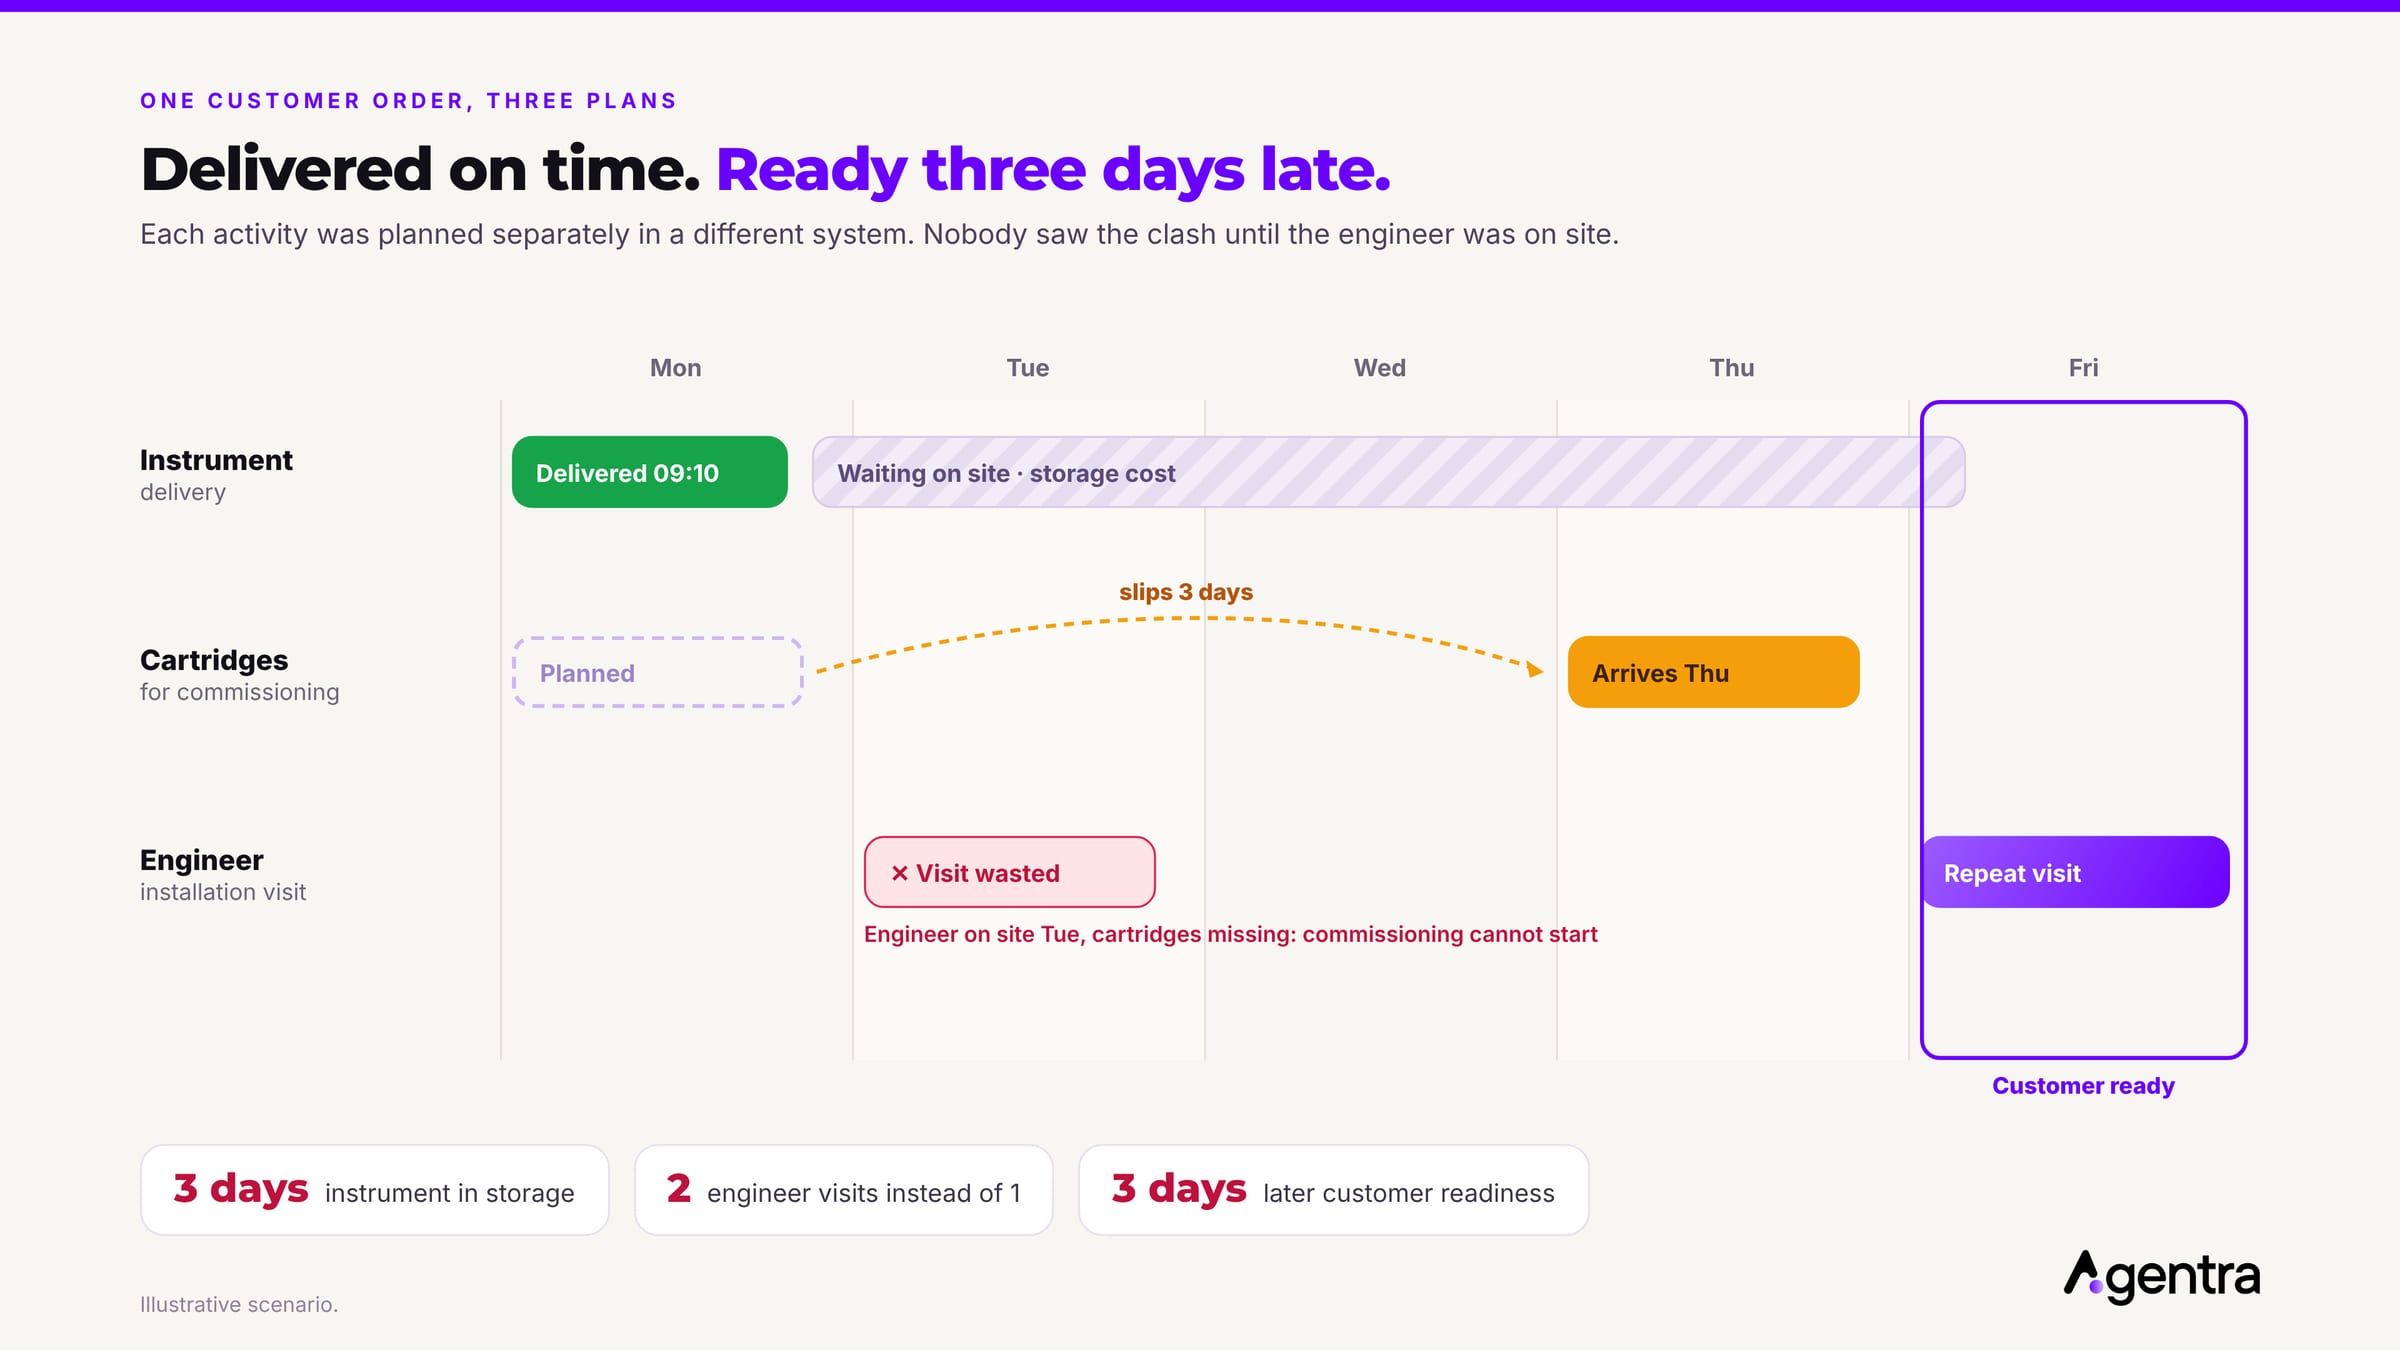 ONE CUSTOMER ORDER, THREE PLANS
Delivered on time. Ready three days late.
Each activity was planned separately in a different system. Nobody saw the clash until the engineer was on site.
Mon Tue Wed Thu Fri
Instrument
delivery
Delivered 09:10
Waiting on site · storage cost
slips 3 days
Cartridges
for commissioning
Planned
Arrives Thu
Engineer
installation visit
✕ Visit wasted
Repeat visit
Engineer on site Tue, cartridges missing: commissioning cannot start
Customer ready
3 days instrument in storage
2 engineer visits instead of 1
3 days later customer readiness
Illustrative scenario.
Agentra